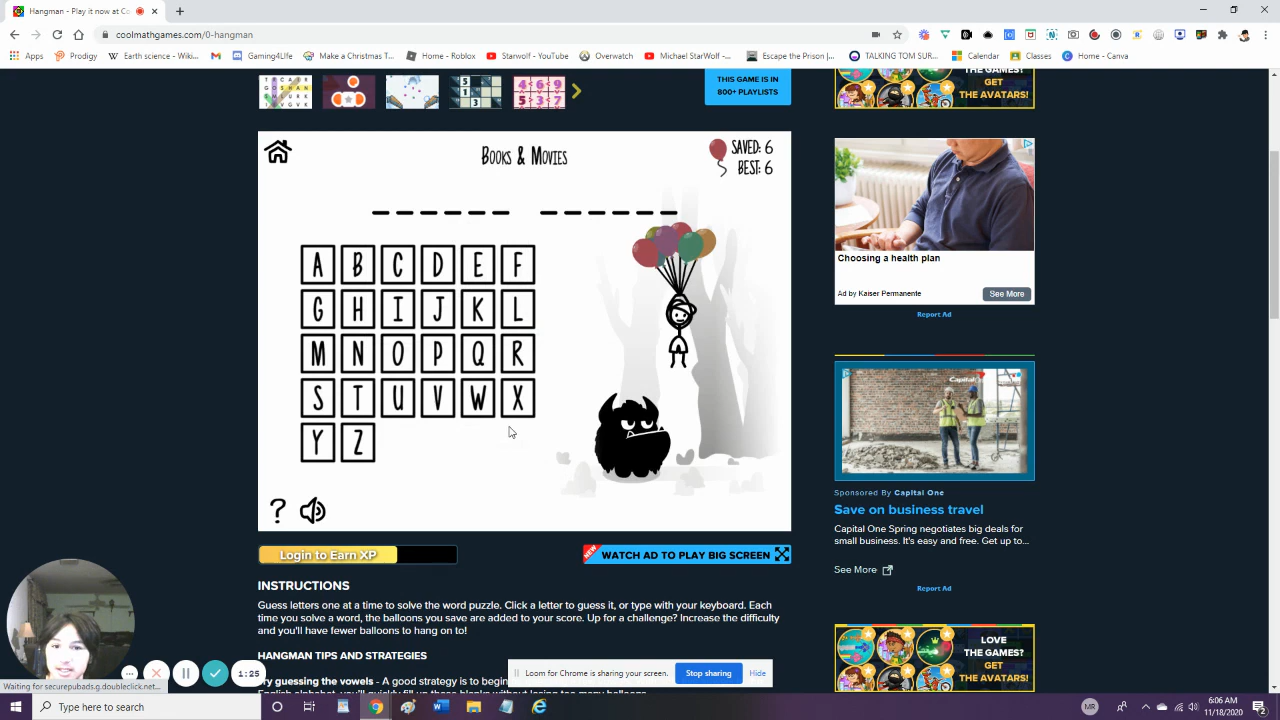 Hangman - Play it now at Co
coolmathgames.com/0-hangman
Apps
Prodigy
Earth science - Wiki...
Gaming4Life
Make a Christmas T...
Home - Roblox
Starwolf - YouTube
Overwatch
Michael StarWolf -...
Escape the Prison |...
TALKING TOM SUR...
Calendar
Classes
Home - Canva
THIS GAME IS IN
800+ PLAYLISTS
THE GAMES?
GET
THE AVATARS!
BOOKS & MOVIES
SAVED: 6
BEST: 6
A B C D E F
G H I J K L
M N O P Q R
S T U V W X
Y Z
?
Login to Earn XP
NEW
WATCH AD TO PLAY BIG SCREEN
INSTRUCTIONS
Guess letters one at a time to solve the word puzzle. Click a letter to guess it, or type with your keyboard. Each
time you solve a word, the balloons you save are added to your score. Up for a challenge? Increase the difficulty
and you'll have fewer balloons to hang on to!
HANGMAN TIPS AND STRATEGIES
ry guessing the vowels - A good strategy is to begin
Choosing a health plan
Ad by Kaiser Permanente
See More
Report Ad
Capital
Sponsored By Capital One
Save on business travel
Capital One Spring negotiates big deals for
small business. It's easy and free. Get up to...
See More
Report Ad
LOVE
THE GAMES?
GET
THE AVATARS!
1:25
Loom for Chrome is sharing your screen.
Stop sharing
Hide
Waiting for securepubads.g.doubleclick.net...
Type here to search
MR
6:06 AM
11/18/2020
2